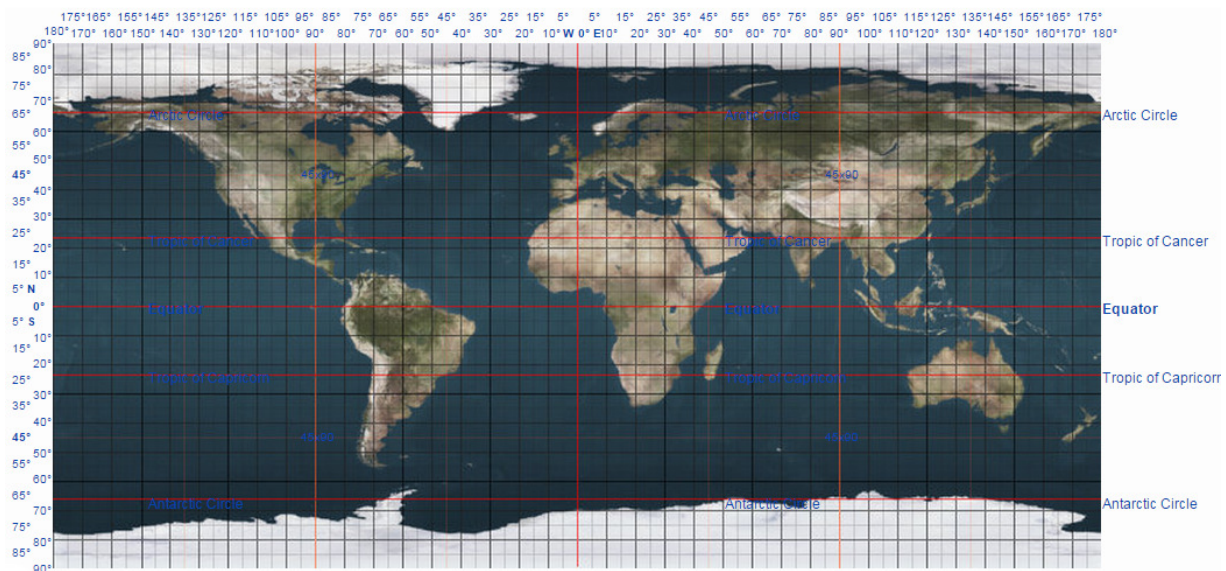 175° 165° 155° 145° 135° 125° 115° 105° 95° 85° 75° 65° 55° 45° 35° 25° 15° 5° 5° 15° 25° 35° 45° 55° 65° 75° 85° 95° 105° 115° 125° 135° 145° 155° 165° 175°
180° 170° 160° 150° 140° 130° 120° 110° 100° 90° 80° 70° 60° 50° 40° 30° 20° 10° W 0° E 10° 20° 30° 40° 50° 60° 70° 80° 90° 100° 110° 120° 130° 140° 150° 160° 170° 180°
90°
85°
80°
75°
70°
65° Arctic Circle Arctic Circle Arctic Circle
60°
55°
50°
45° 45x90 45x90
40°
35°
30°
25°
20° Tropic of Cancer Tropic of Cancer Tropic of Cancer
15°
10°
5° N
0° Equator Equator Equator
5° S
10°
15°
20°
25° Tropic of Capricorn Tropic of Capricorn Tropic of Capricorn
30°
35°
40°
45° 45x90 45x90
50°
55°
60°
65° Antarctic Circle Antarctic Circle Antarctic Circle
70°
75°
80°
85°
90°